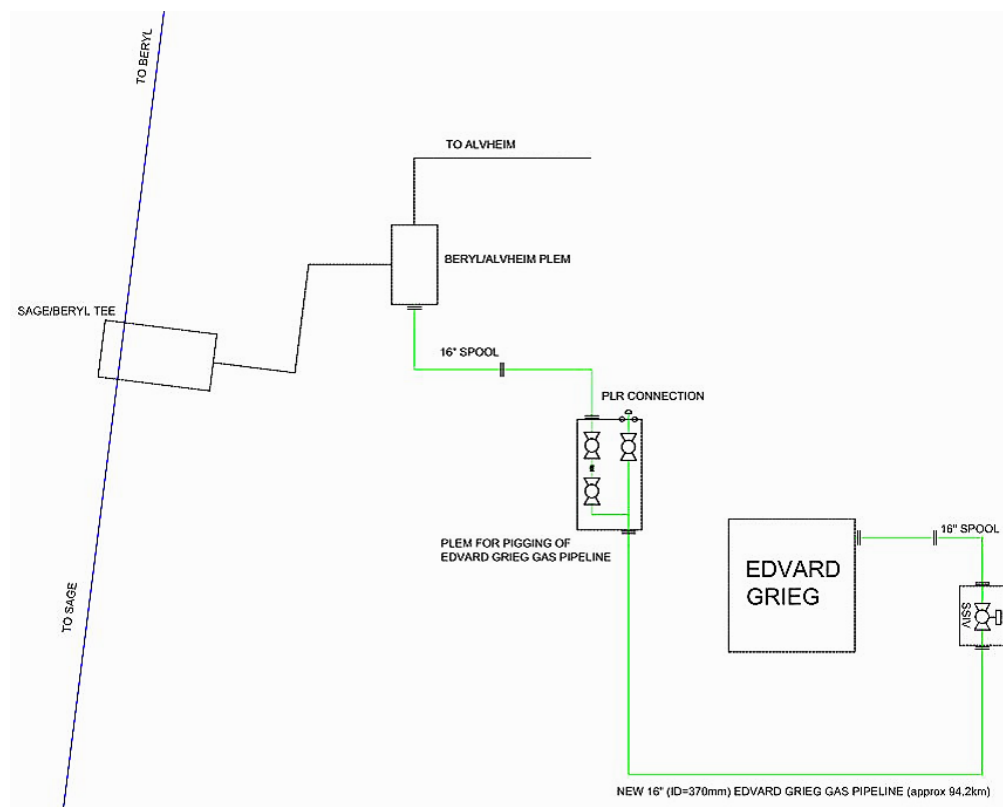 TO BERYL
TO ALVHEIM
BERYL/ALVHEIM PLEM
SAGE/BERYL TEE
16" SPOOL
PLR CONNECTION
PLEM FOR PIGGING OF
EDVARD GRIEG GAS PIPELINE
16" SPOOL
EDVARD
GRIEG
SSIV
TO SAGE
NEW 16" (ID=370mm) EDVARD GRIEG GAS PIPELINE (approx 94.2km)